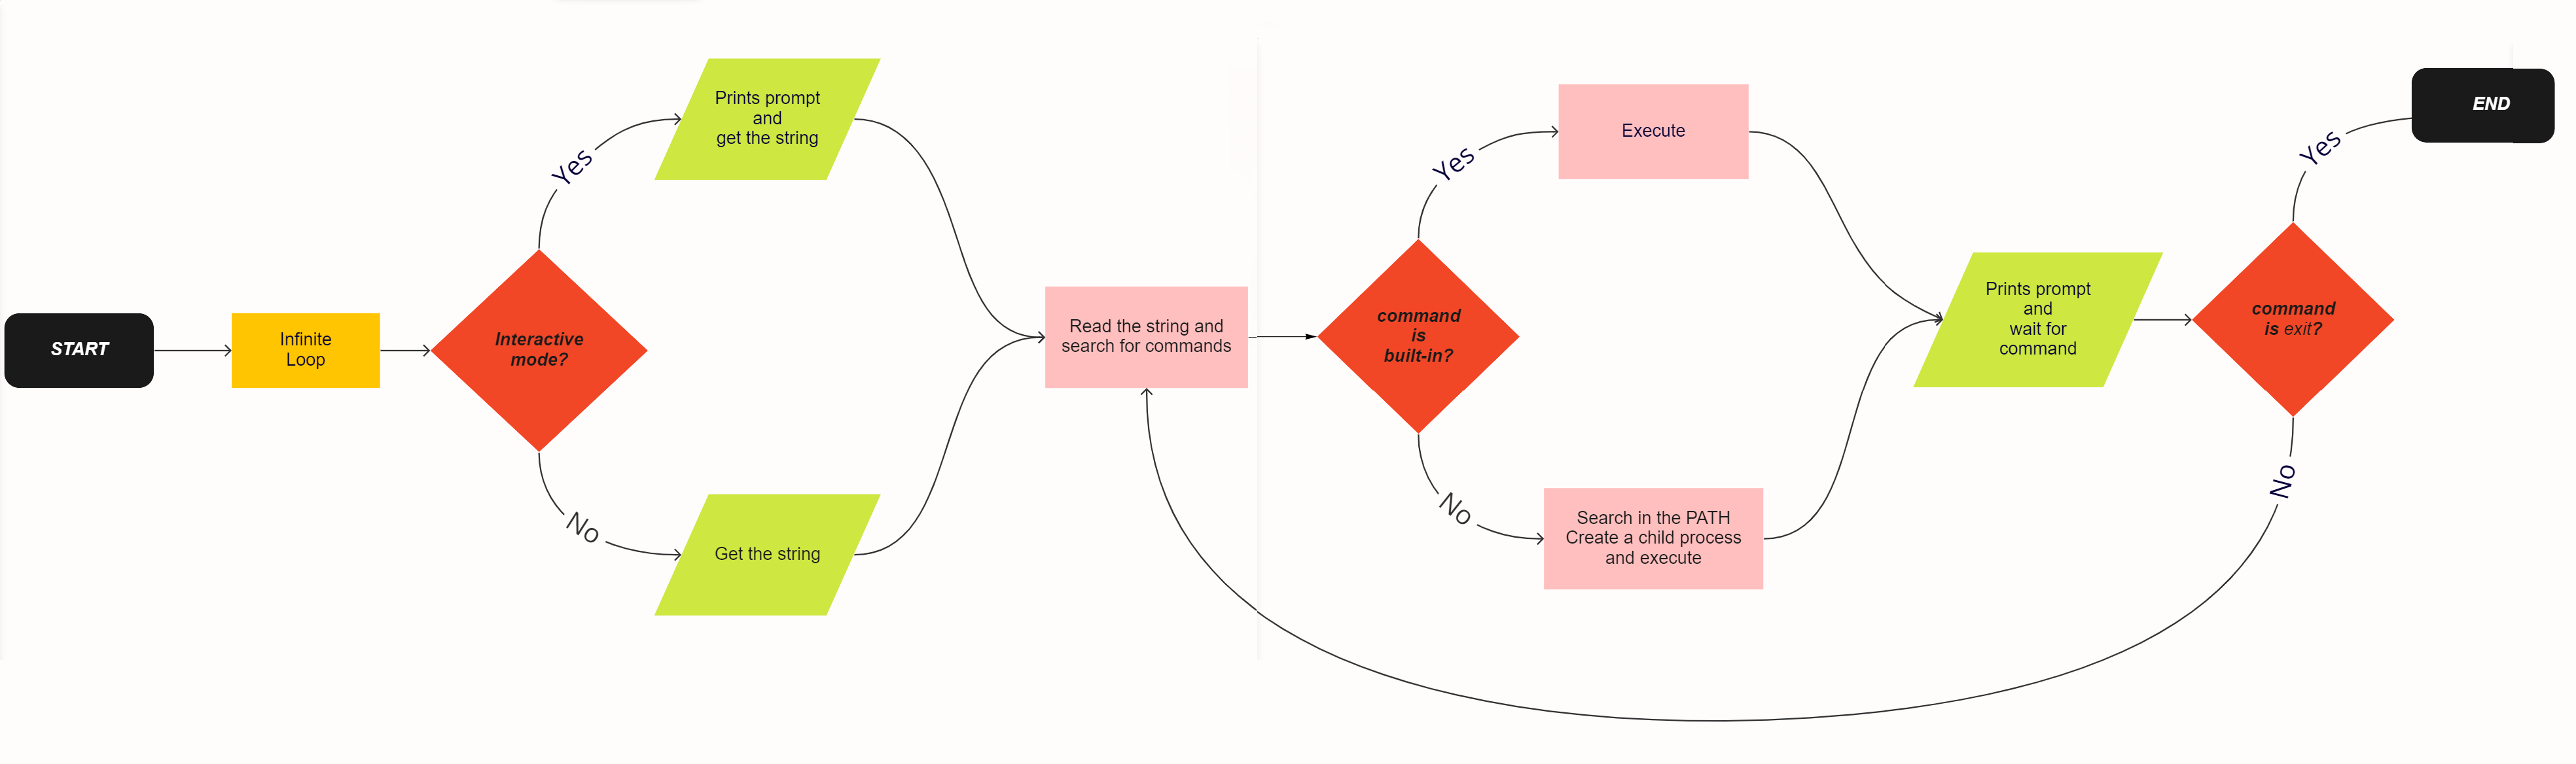 START
Infinite
Loop
Interactive
mode?
Yes
Prints prompt
and
get the string
No
Get the string
Read the string and
search for commands
command
is
built-in?
Yes
Execute
No
Search in the PATH
Create a child process
and execute
Prints prompt
and
wait for
command
command
is exit?
Yes
END
No